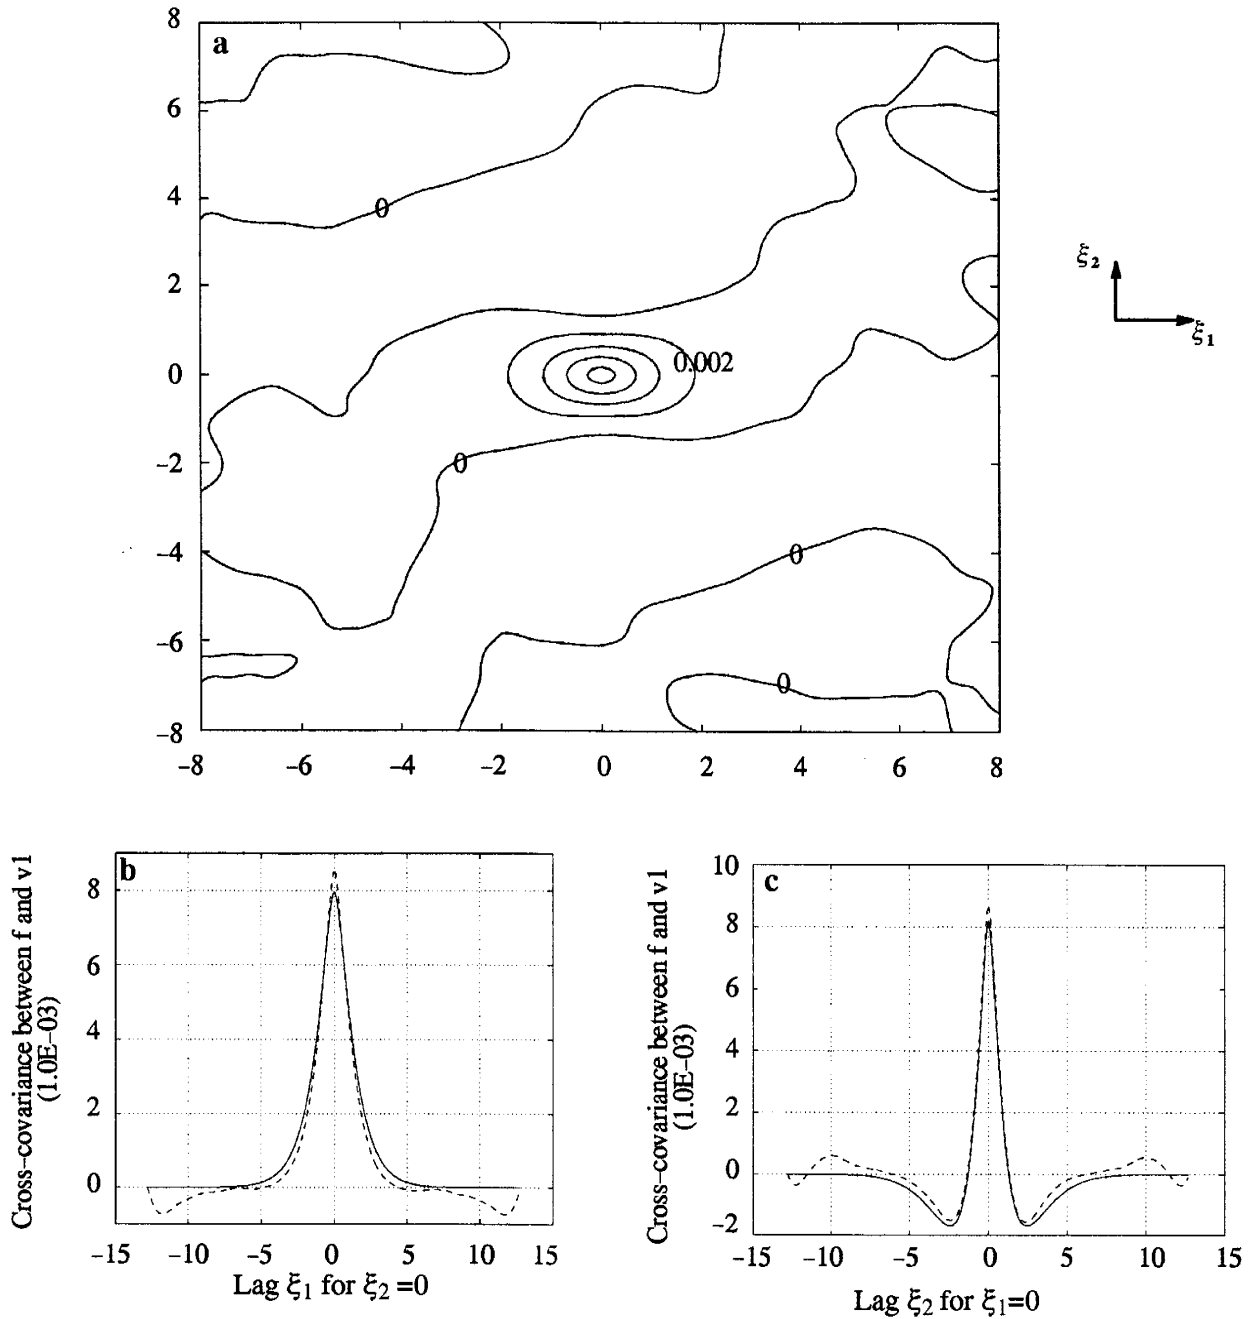 a
8
6
4
2
0
−2
−4
−6
−8
0
0.002
0
0
0
−8 −6 −4 −2 0 2 4 6 8
ξ2
ξ1
b
Cross−covariance between f and v1
(1.0E−03)
8
6
4
2
0
−15 −10 −5 0 5 10 15
Lag ξ1 for ξ2 =0
c
Cross−covariance between f and v1
(1.0E−03)
10
8
6
4
2
0
−2
−15 −10 −5 0 5 10 15
Lag ξ2 for ξ1=0